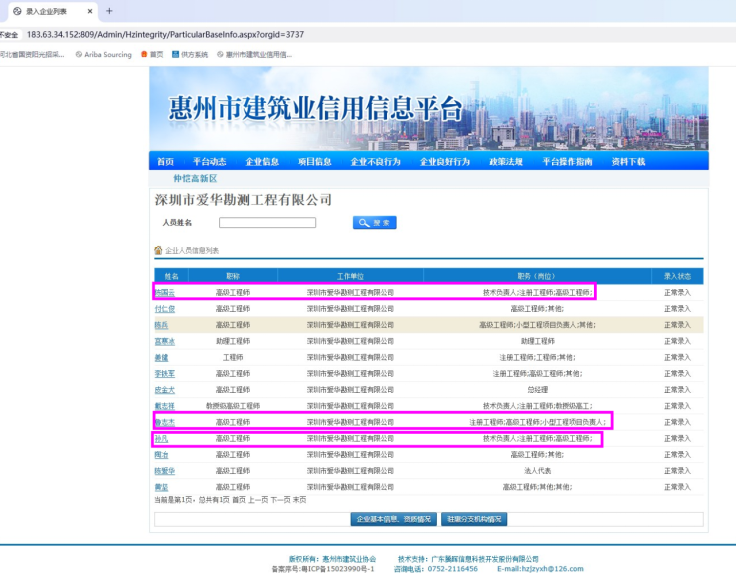 录入企业列表
不安全 183.63.34.152:809/Admin/Hzintegrity/ParticularBaseInfo.aspx?orgid=3737
河北省国资阳光招采... Ariba Sourcing 首页 供方系统 惠州市建筑业信用信...
惠州市建筑业信用信息平台
首页 平台动态 企业信息 项目信息 企业不良行为 企业良好行为 政策法规 平台操作指南 资料下载
仲恺高新区
深圳市爱华勘测工程有限公司
人员姓名 搜 索
企业人员信息列表
姓名 职称 工作单位 职务（岗位） 录入状态
陈国云 高级工程师 深圳市爱华勘测工程有限公司 技术负责人;注册工程师;高级工程师; 正常录入
付仁俊 高级工程师 深圳市爱华勘测工程有限公司 高级工程师;其他; 正常录入
陈兵 高级工程师 深圳市爱华勘测工程有限公司 高级工程师;小型工程项目负责人;其他; 正常录入
宫寒冰 助理工程师 深圳市爱华勘测工程有限公司 助理工程师 正常录入
姜健 工程师 深圳市爱华勘测工程有限公司 注册工程师;工程师;其他; 正常录入
李铁军 高级工程师 深圳市爱华勘测工程有限公司 注册工程师;高级工程师;其他; 正常录入
皮金大 高级工程师 深圳市爱华勘测工程有限公司 总经理 正常录入
戴志祥 教授级高级工程师 深圳市爱华勘测工程有限公司 技术负责人;注册工程师;教授级高工; 正常录入
鲁志杰 高级工程师 深圳市爱华勘测工程有限公司 注册工程师;高级工程师;小型工程项目负责人; 正常录入
孙凡 高级工程师 深圳市爱华勘测工程有限公司 技术负责人;注册工程师;高级工程师; 正常录入
陶冶 高级工程师 深圳市爱华勘测工程有限公司 高级工程师;其他; 正常录入
陈爱华 高级工程师 深圳市爱华勘测工程有限公司 法人代表 正常录入
黄坚 高级工程师 深圳市爱华勘测工程有限公司 高级工程师;其他;其他; 正常录入
当前是第1页，总共有1页 首页 上一页 下一页 末页
企业基本信息、资质情况 驻惠分支机构情况
版权所有：惠州市建筑业协会 技术支持：广东腾晖信息科技开发股份有限公司
备案序号:粤ICP备15023990号-1 咨询电话：0752-2116456 E-mail:hzjzyxh@126.com